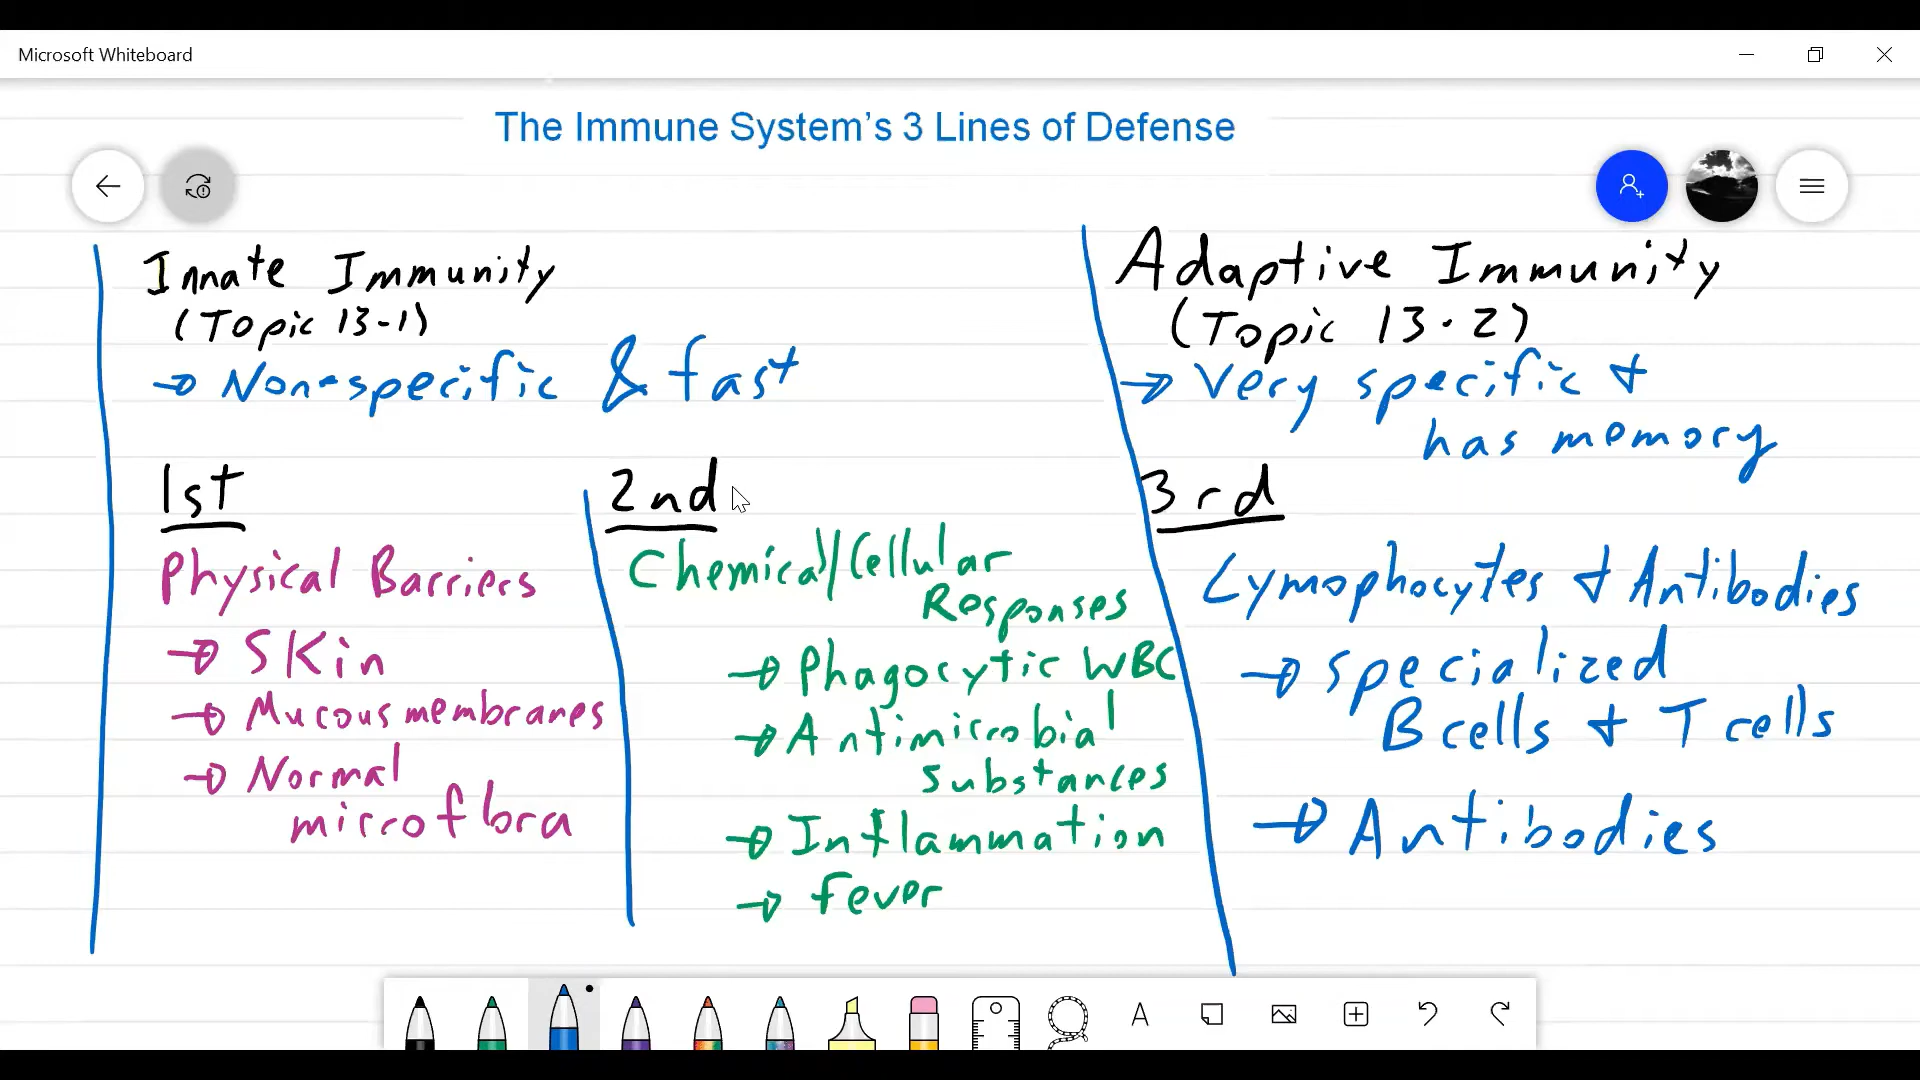 Microsoft Whiteboard
The Immune System's 3 Lines of Defense
Innate Immunity
(Topic 13-1)
→ Non-specific & fast
1st
Physical Barriers
→ Skin
→ Mucous membranes
→ Normal
microflora
2nd
Chemical/Cellular
Responses
→ Phagocytic WBC
→ Antimicrobial
substances
→ Inflammation
→ fever
Adaptive Immunity
(Topic 13.2)
→ Very specific +
has memory
3rd
Lymophocytes + Antibodies
→ specialized
B cells + T cells
→ Antibodies
A